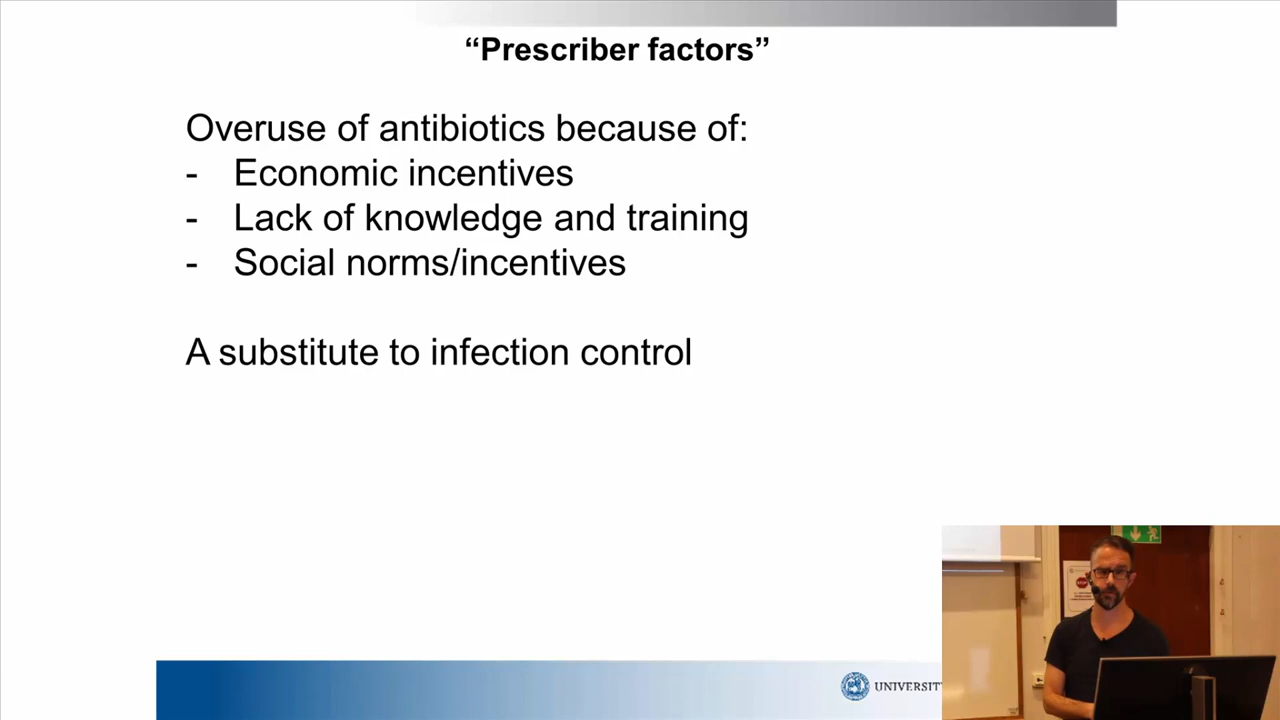 “Prescriber factors”
Overuse of antibiotics because of:
- Economic incentives
- Lack of knowledge and training
- Social norms/incentives
A substitute to infection control